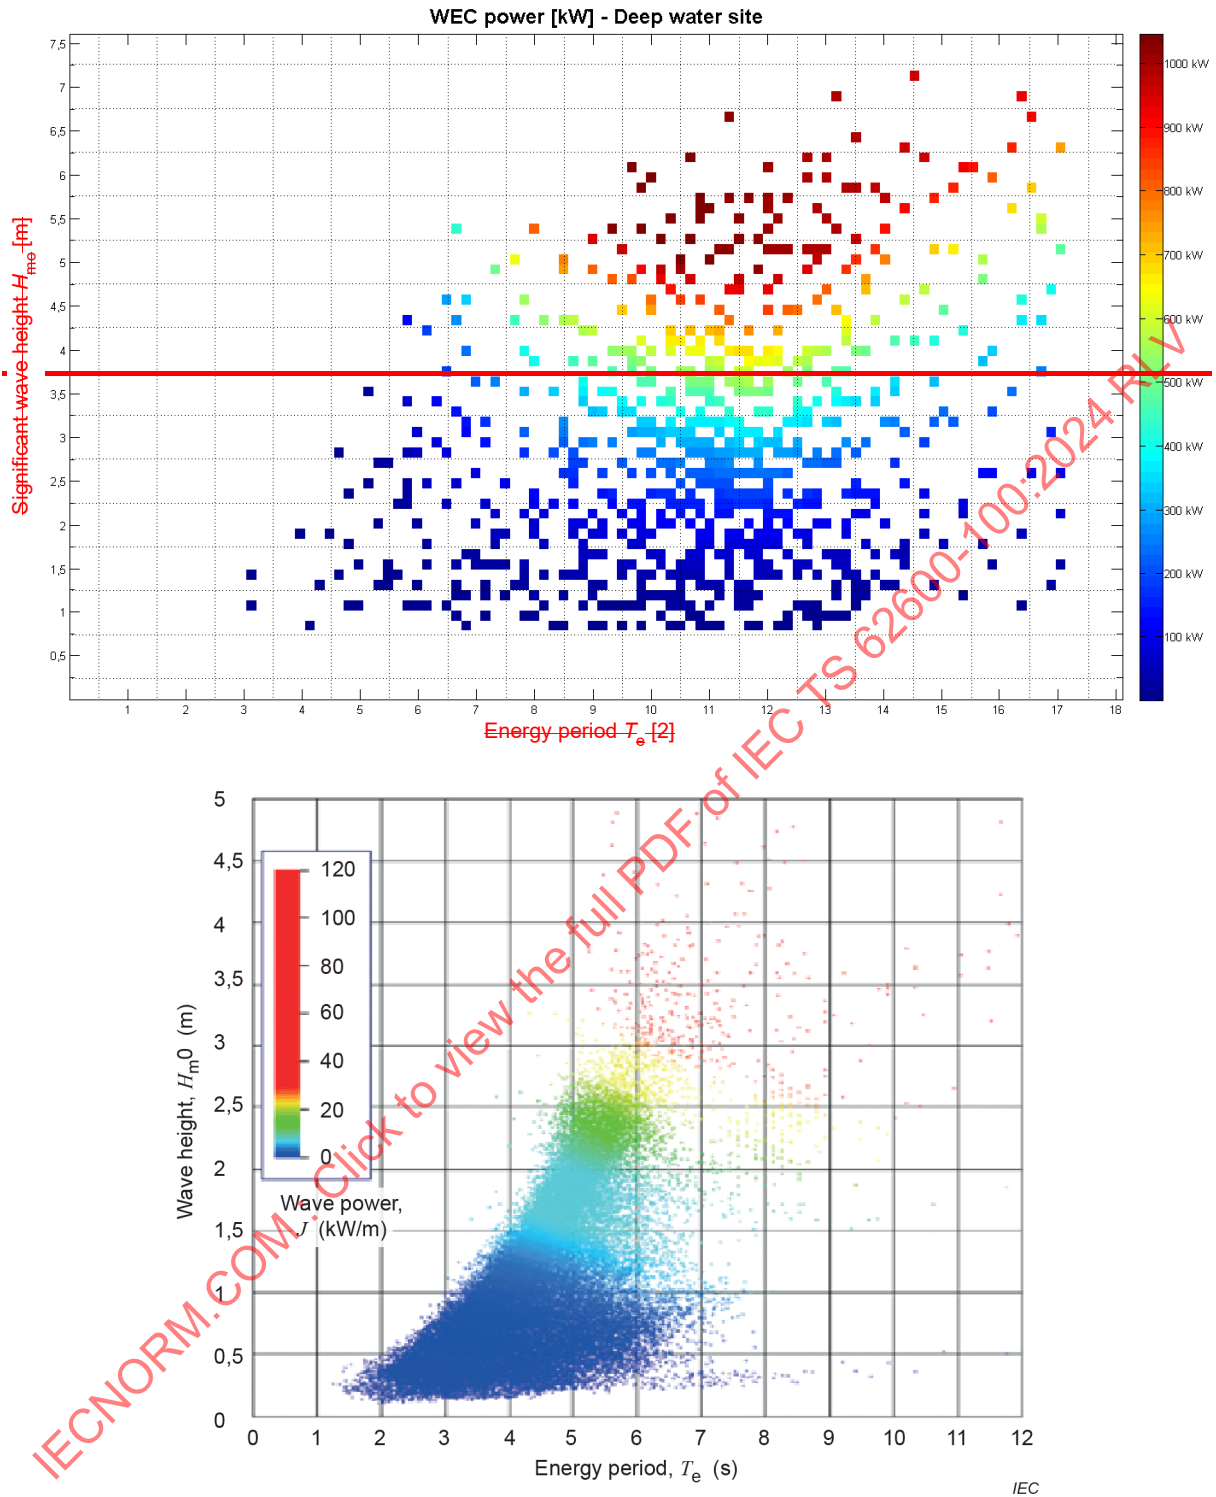 WEC power [kW] - Deep water site
7,5
7
6,5
6
5,5
5
4,5
4
3,5
3
2,5
2
1,5
1
0,5
Significant wave height Hmo [m]
1 2 3 4 5 6 7 8 9 10 11 12 13 14 15 16 17 18
Energy period Te [2]
1000 kW
900 kW
800 kW
700 kW
600 kW
500 kW
400 kW
300 kW
200 kW
100 kW
5
4,5
4
3,5
3
2,5
2
1,5
1
0,5
0
Wave height, Hm0 (m)
120
100
80
60
40
20
0
Wave power,
J (kW/m)
0 1 2 3 4 5 6 7 8 9 10 11 12
Energy period, Te (s)
IEC
IECNORM.COM : Click to view the full PDF of IEC TS 62600-100:2024 RLV